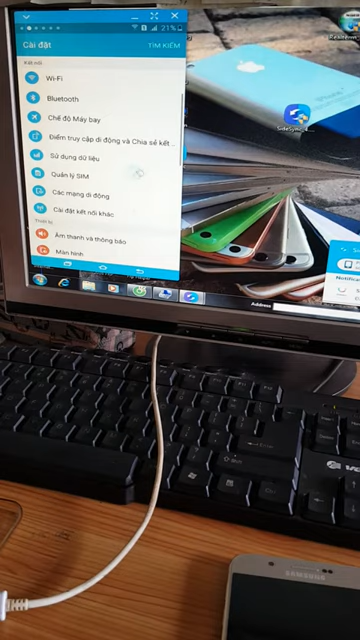 21%
Cài đặt
TÌM KIẾM
Kết nối
Wi-Fi
Bluetooth
Chế độ Máy bay
Điểm truy cập di động và Chia sẻ kết ...
Sử dụng dữ liệu
Quản lý SIM
Các mạng di động
Cài đặt kết nối khác
Thiết bị
Âm thanh và thông báo
Màn hình
Address
SAMSUNG